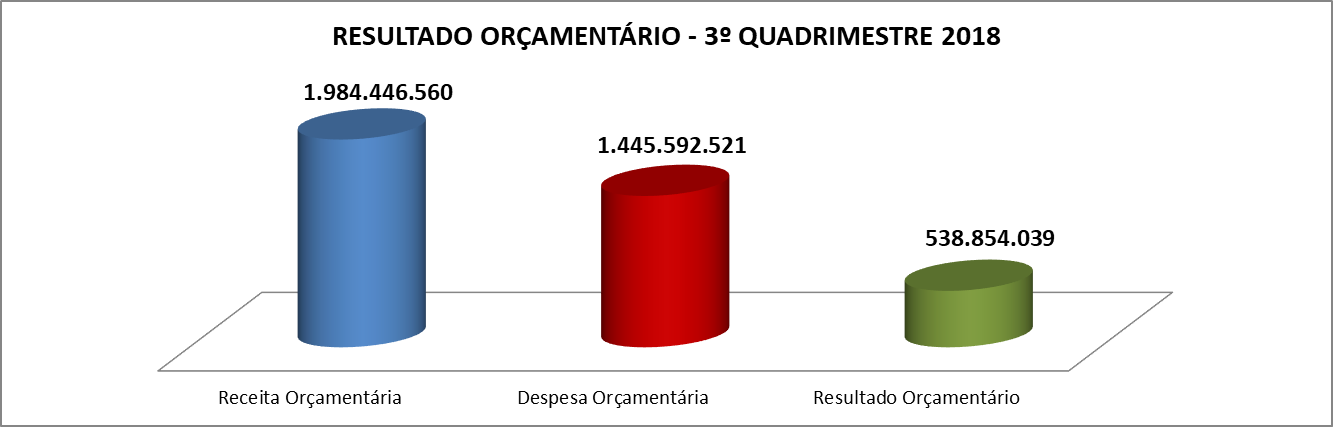 RESULTADO ORÇAMENTÁRIO - 3º QUADRIMESTRE 2018
1.984.446.560
1.445.592.521
538.854.039
Receita Orçamentária
Despesa Orçamentária
Resultado Orçamentário